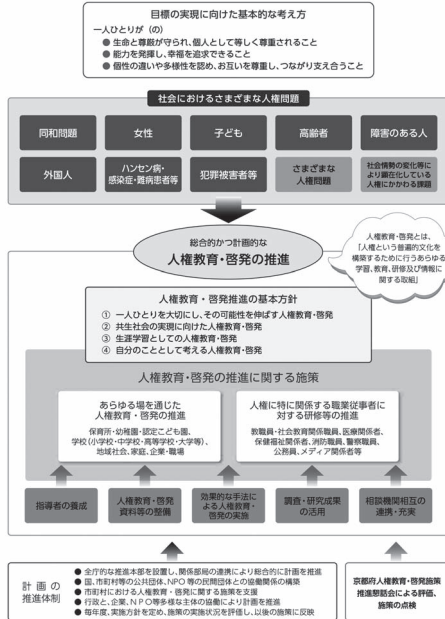 目標の実現に向けた基本的な考え方
一人ひとりが(の)
● 生命と尊厳が守られ、個人として等しく尊重されること
● 能力を発揮し、幸福を追求できること
● 個性の違いや多様性を認め、お互いを尊重し、つながり支え合うこと
社会におけるさまざまな人権問題
同和問題
女性
子ども
高齢者
障害のある人
外国人
ハンセン病・
感染症・難病患者等
犯罪被害者等
さまざまな
人権問題
社会情勢の変化等に
より顕在化している
人権にかかわる課題
総合的かつ計画的な
人権教育・啓発の推進
人権教育・啓発とは、
「人権という普遍的文化を
構築するために行うあらゆる
学習、教育、研修及び情報に
関する取組」
人権教育・啓発推進の基本方針
① 一人ひとりを大切にし、その可能性を伸ばす人権教育・啓発
② 共生社会の実現に向けた人権教育・啓発
③ 生涯学習としての人権教育・啓発
④ 自分のこととして考える人権教育・啓発
人権教育・啓発の推進に関する施策
あらゆる場を通じた
人権教育・啓発の推進
保育所・幼稚園・認定こども園、
学校(小学校・中学校・高等学校・大学等)、
地域社会、家庭、企業・職場
人権に特に関係する職業従事者に
対する研修等の推進
教職員・社会教育関係職員、医療関係者、
保健福祉関係者、消防職員、警察職員、
公務員、メディア関係者等
指導者の養成
人権教育・啓発
資料等の整備
効果的な手法に
よる人権教育・
啓発の実施
調査・研究成果
の活用
相談機関相互の
連携・充実
計画の
推進体制
● 全庁的な推進本部を設置し、関係部局の連携により総合的に計画を推進
● 国、市町村等の公共団体、NPO等の民間団体との協働関係の構築
● 市町村における人権教育・啓発に関する施策を支援
● 行政と、企業、NPO等多様な主体の協働により計画を推進
● 毎年度、実施方針を定め、施策の実施状況を評価し、以後の施策に反映
京都府人権教育・啓発施策
推進懇話会による評価、
施策の点検